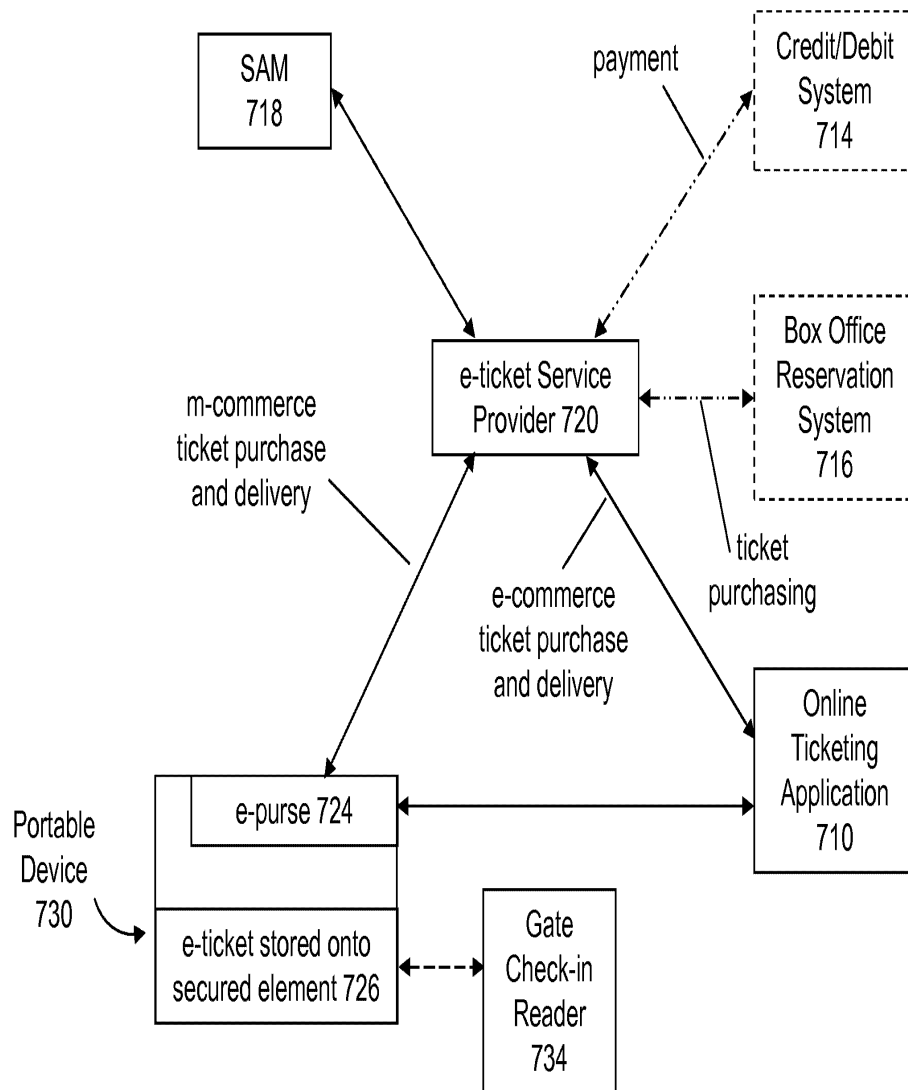 SAM
718
payment
Credit/Debit
System
714
e-ticket Service
Provider 720
Box Office
Reservation
System
716
m-commerce
ticket purchase
and delivery
e-commerce
ticket purchase
and delivery
ticket
purchasing
Online
Ticketing
Application
710
e-purse 724
Portable
Device
730
e-ticket stored onto
secured element 726
Gate
Check-in
Reader
734